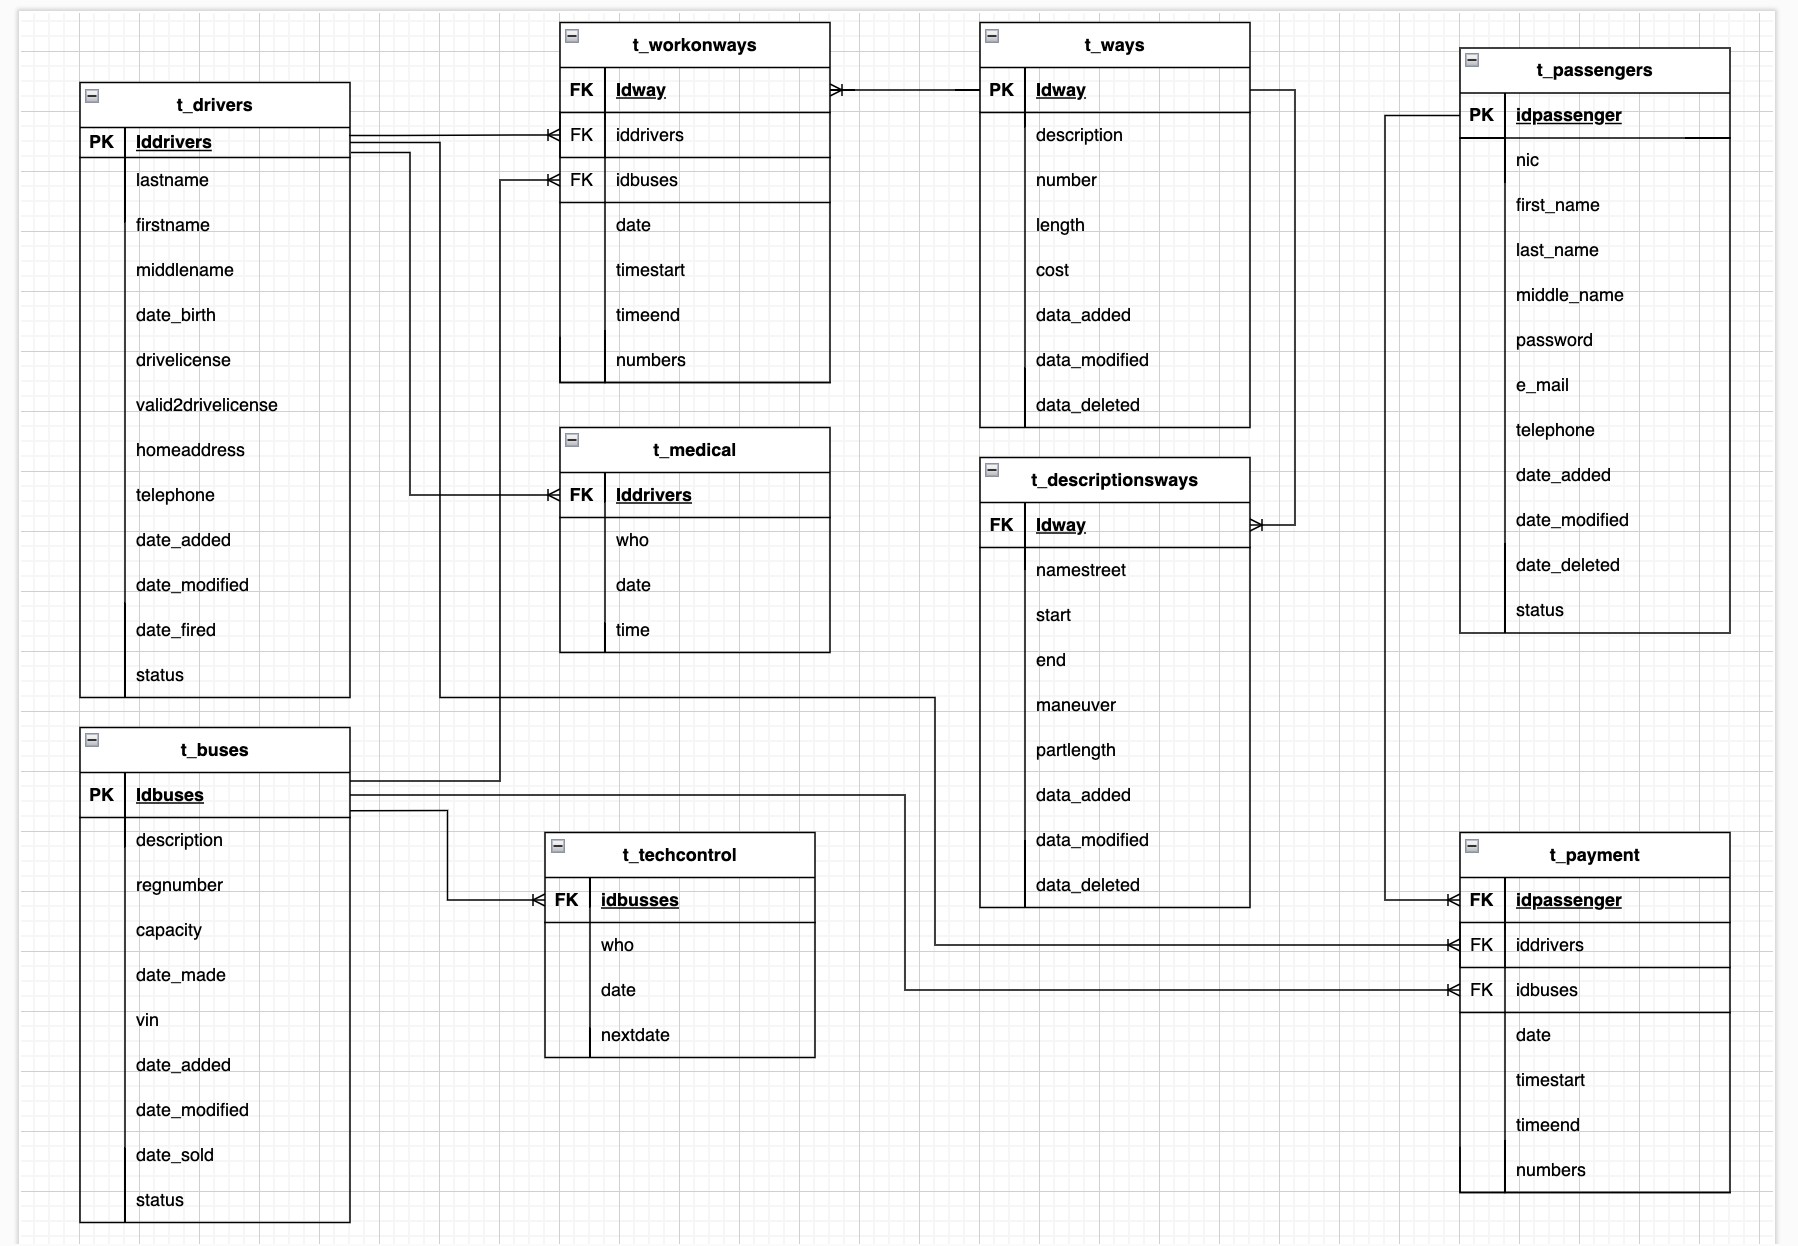 t_drivers
PK Iddrivers
lastname
firstname
middlename
date_birth
drivelicense
valid2drivelicense
homeaddress
telephone
date_added
date_modified
date_fired
status
t_buses
PK Idbuses
description
regnumber
capacity
date_made
vin
date_added
date_modified
date_sold
status
t_workonways
FK Idway
FK iddrivers
FK idbuses
date
timestart
timeend
numbers
t_medical
FK Iddrivers
who
date
time
t_techcontrol
FK idbusses
who
date
nextdate
t_ways
PK Idway
description
number
length
cost
data_added
data_modified
data_deleted
t_descriptionsways
FK Idway
namestreet
start
end
maneuver
partlength
data_added
data_modified
data_deleted
t_passengers
PK idpassenger
nic
first_name
last_name
middle_name
password
e_mail
telephone
date_added
date_modified
date_deleted
status
t_payment
FK idpassenger
FK iddrivers
FK idbuses
date
timestart
timeend
numbers